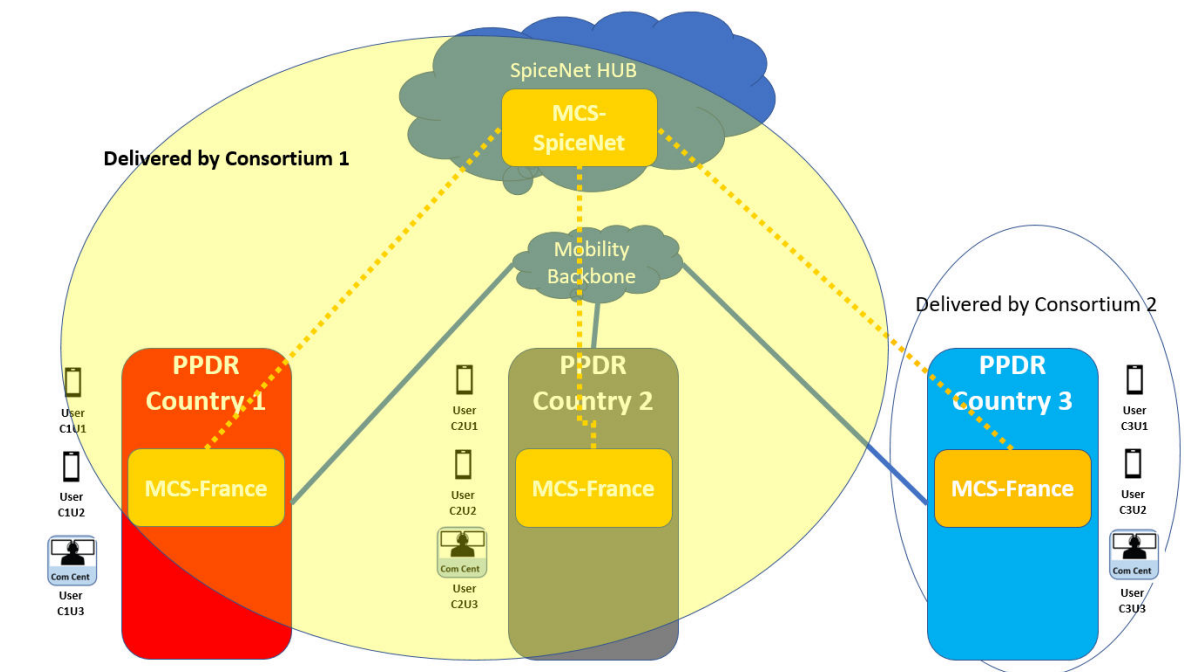 SpiceNet HUB
MCS-
SpiceNet
Delivered by Consortium 1
Mobility
Backbone
Delivered by Consortium 2
PPDR
Country 1
MCS-France
User
C1U1
User
C1U2
Com Cent
User
C1U3
PPDR
Country 2
MCS-France
User
C2U1
User
C2U2
Com Cent
User
C2U3
PPDR
Country 3
MCS-France
User
C3U1
User
C3U2
Com Cent
User
C3U3